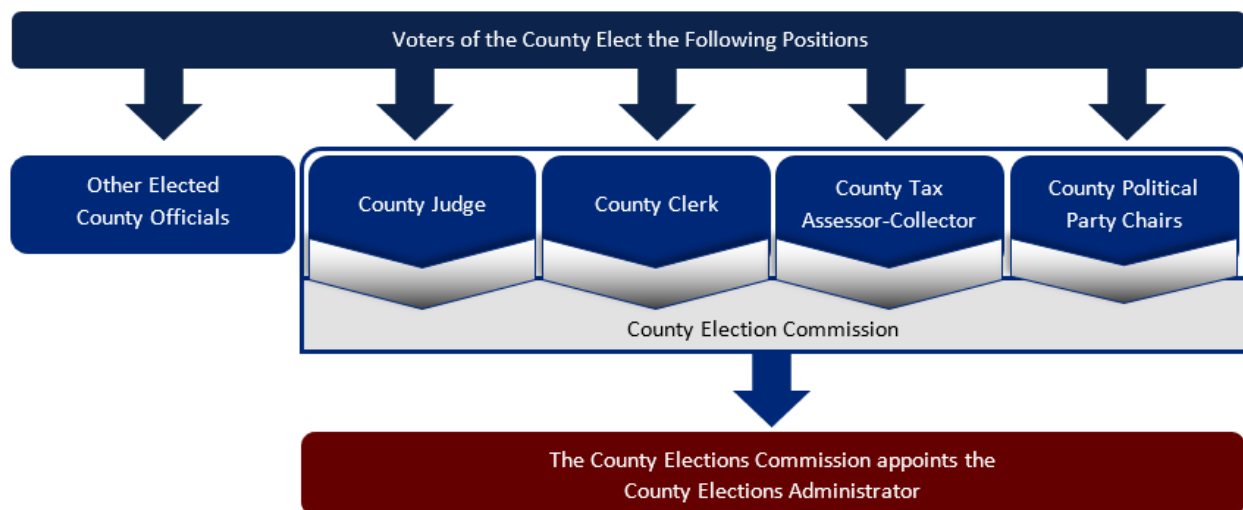 Voters of the County Elect the Following Positions
Other Elected
County Officials
County Judge
County Clerk
County Tax
Assessor-Collector
County Political
Party Chairs
County Election Commission
The County Elections Commission appoints the
County Elections Administrator